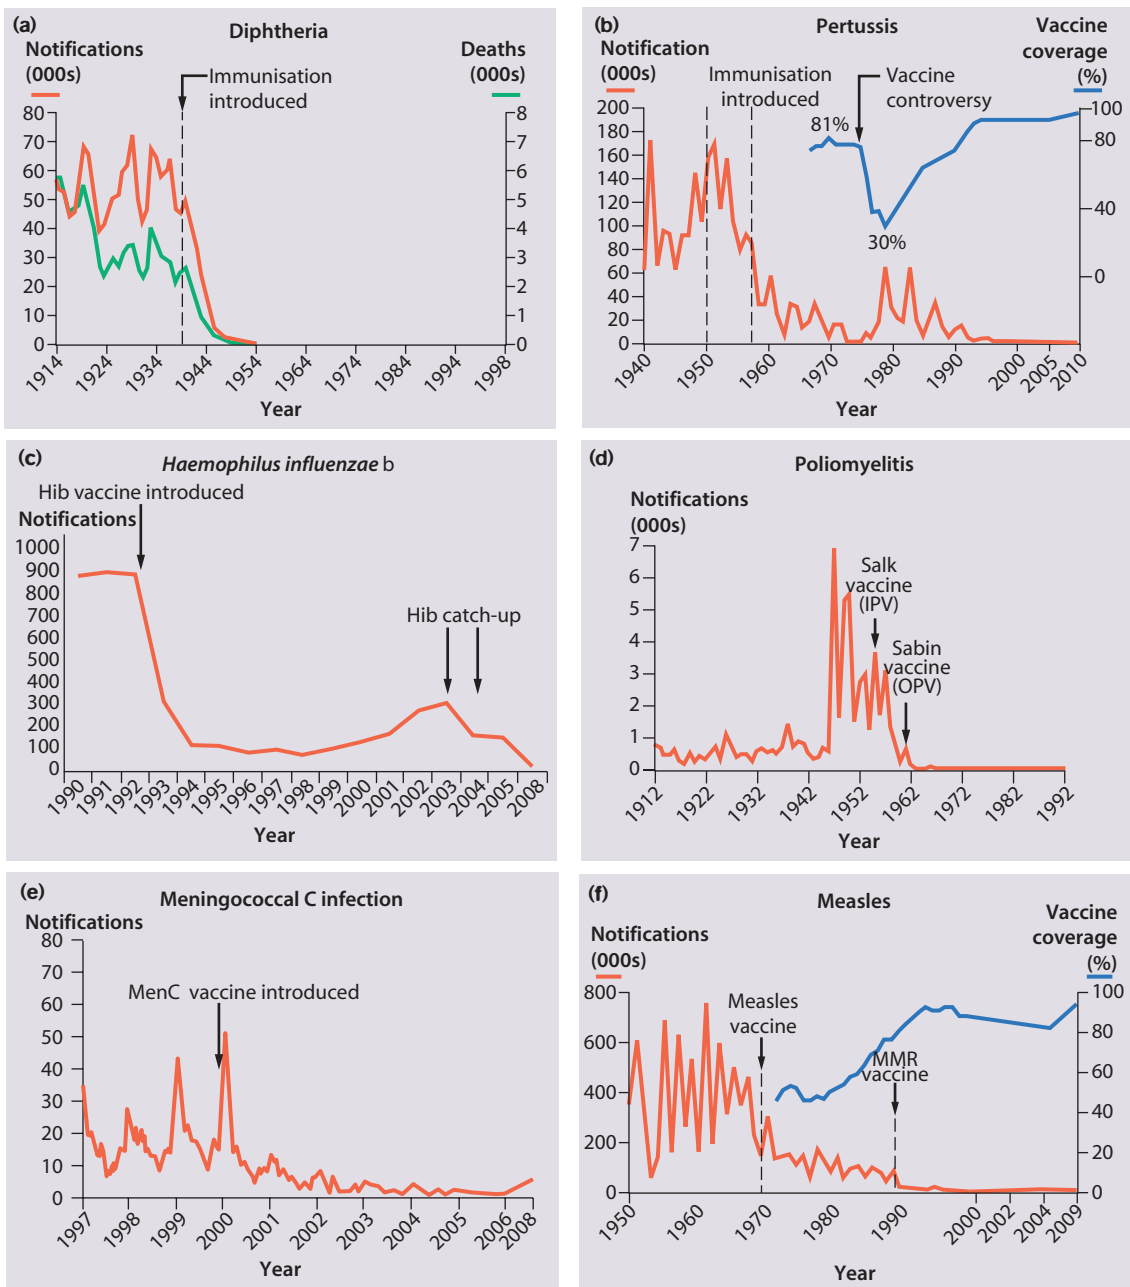 (a)
Diphtheria
Notifications
(000s)
Deaths
(000s)
Immunisation
introduced
80
70
60
50
40
30
20
10
0
8
7
6
5
4
3
2
1
0
1914
1924
1934
1944
1954
1964
1974
1984
1994
1998
Year
(b)
Pertussis
Notification
(000s)
Vaccine
coverage
(%)
Immunisation
introduced
Vaccine
controversy
81%
30%
200
180
160
140
120
100
80
60
40
20
0
100
80
40
0
1940
1950
1960
1970
1980
1990
2000
2005
2010
Year
(c)
Haemophilus influenzae b
Hib vaccine introduced
Notifications
Hib catch-up
1000
900
800
700
600
500
400
300
200
100
0
1990
1991
1992
1993
1994
1995
1996
1997
1998
1999
2000
2001
2002
2003
2004
2005
2008
Year
(d)
Poliomyelitis
Notifications
(000s)
Salk
vaccine
(IPV)
Sabin
vaccine
(OPV)
7
6
5
4
3
2
1
0
1912
1922
1932
1942
1952
1962
1972
1982
1992
Year
(e)
Meningococcal C infection
Notifications
MenC vaccine introduced
80
70
60
50
40
30
20
10
0
1997
1998
1999
2000
2001
2002
2003
2004
2005
2006
2008
Year
(f)
Measles
Notifications
(000s)
Vaccine
coverage
(%)
Measles
vaccine
MMR
vaccine
800
600
400
200
0
100
80
60
40
20
0
1950
1960
1970
1980
1990
2000
2002
2004
2009
Year